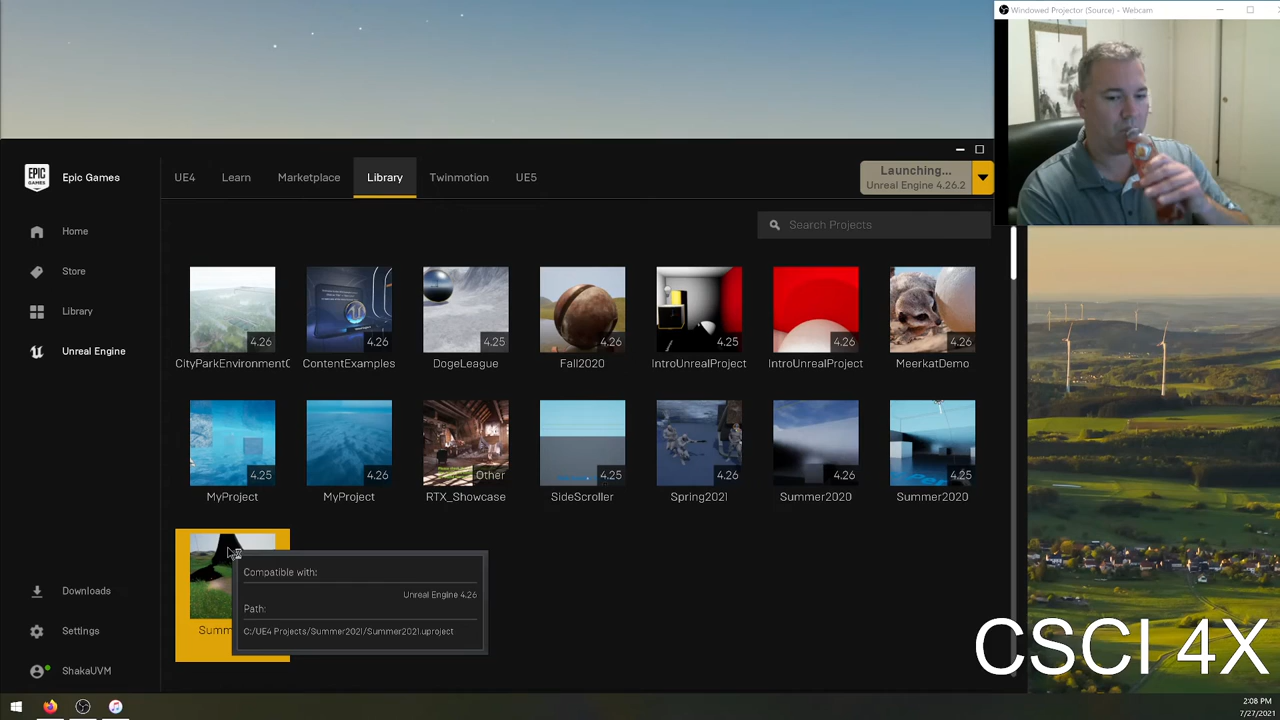 Windowed Projector (Source) - Webcam
EPIC GAMES
Epic Games
UE4 Learn Marketplace Library Twinmotion UE5
Launching...
Unreal Engine 4.26.2
Home
Store
Library
Unreal Engine
Search Projects
4.26 4.26 4.25 4.26 4.25 4.26 4.26
CityParkEnvironmentC ContentExamples DogeLeague Fall2020 IntroUnrealProject IntroUnrealProject MeerkatDemo
4.25 4.26 Other 4.25 4.26 4.26 4.25
MyProject MyProject RTX_Showcase SideScroller Spring2021 Summer2020 Summer2020
Summ
Compatible with:
Unreal Engine 4.26
Path:
C:/UE4 Projects/Summer2021/Summer2021.uproject
Downloads
Settings
ShakaUVM
CSCI 4X
2:08 PM
7/27/2021